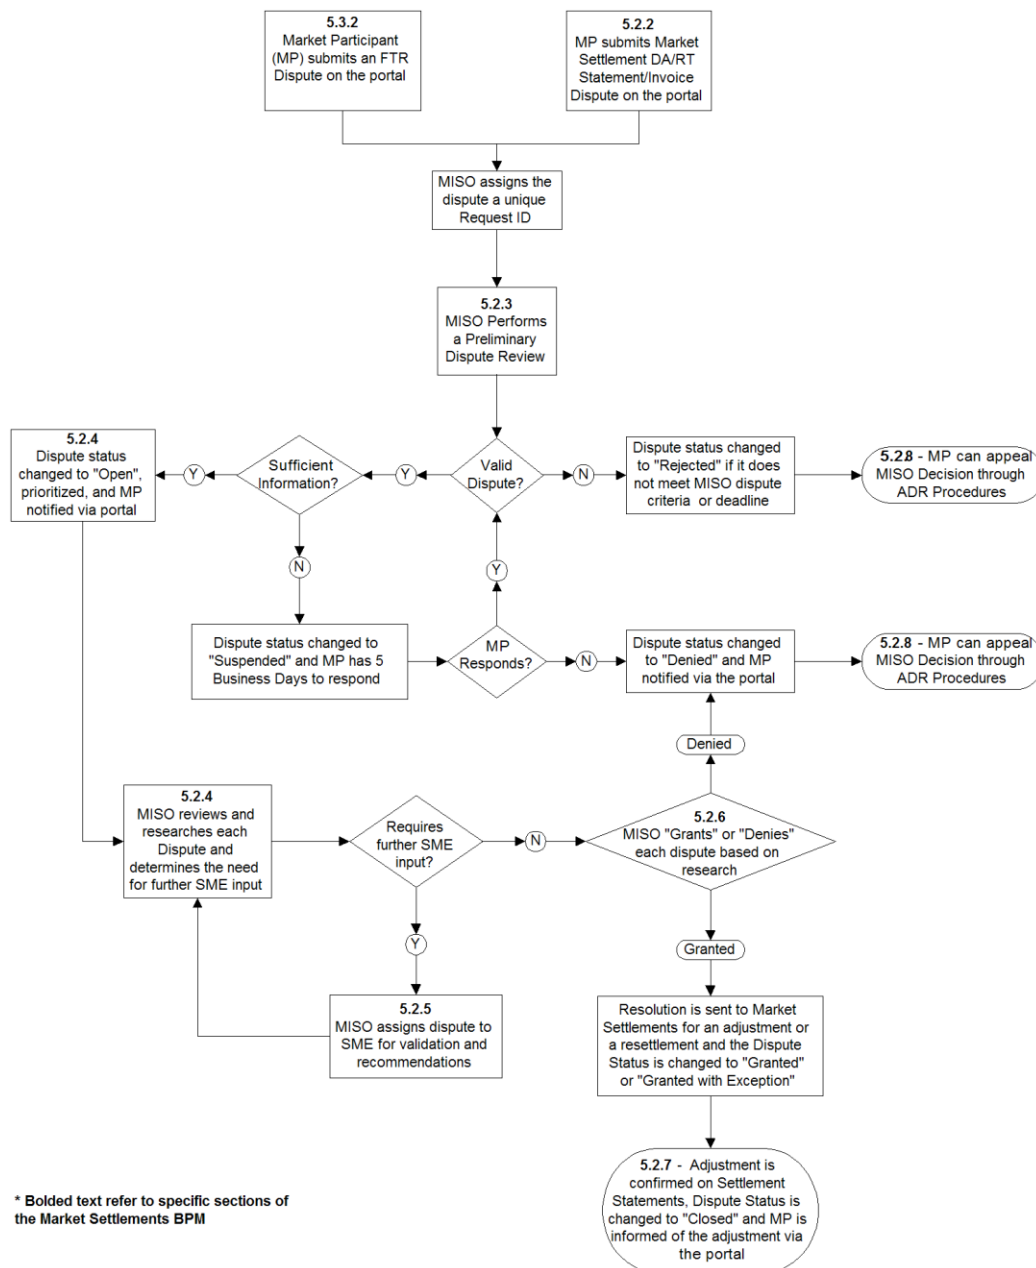 5.3.2
Market Participant
(MP) submits an FTR
Dispute on the portal
5.2.2
MP submits Market
Settlement DA/RT
Statement/Invoice
Dispute on the portal
MISO assigns the
dispute a unique
Request ID
5.2.3
MISO Performs
a Preliminary
Dispute Review
5.2.4
Dispute status
changed to "Open",
prioritized, and MP
notified via portal
Y
Sufficient
Information?
Y
Valid
Dispute?
N
Dispute status changed
to "Rejected" if it does
not meet MISO dispute
criteria or deadline
5.2.8 - MP can appeal
MISO Decision through
ADR Procedures
N
Y
Dispute status changed to
"Suspended" and MP has 5
Business Days to respond
MP
Responds?
N
Dispute status changed
to "Denied" and MP
notified via the portal
5.2.8 - MP can appeal
MISO Decision through
ADR Procedures
Denied
5.2.4
MISO reviews and
researches each
Dispute and
determines the need
for further SME input
Requires
further SME
input?
N
5.2.6
MISO "Grants" or "Denies"
each dispute based on
research
Y
Granted
5.2.5
MISO assigns dispute to
SME for validation and
recommendations
Resolution is sent to Market
Settlements for an adjustment or
a resettlement and the Dispute
Status is changed to "Granted"
or "Granted with Exception"
5.2.7 - Adjustment is
confirmed on Settlement
Statements, Dispute Status is
changed to "Closed" and MP is
informed of the adjustment via
the portal
* Bolded text refer to specific sections of
the Market Settlements BPM